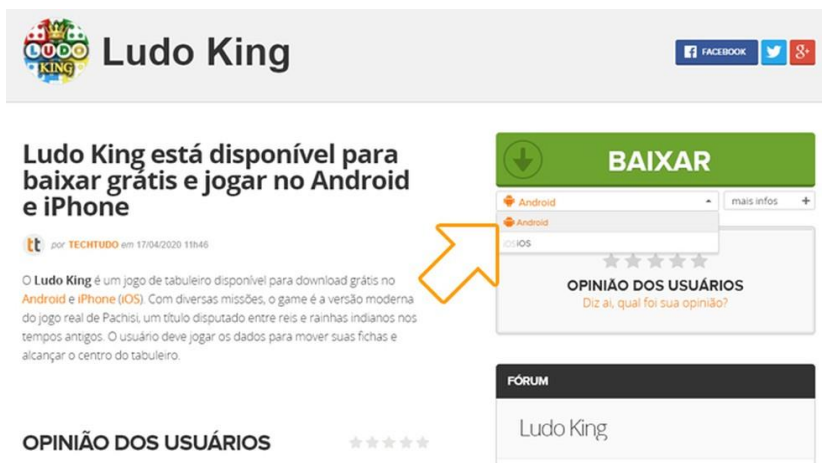 LUDO
KING
Ludo King
FACEBOOK
g+
Ludo King está disponível para
baixar grátis e jogar no Android
e iPhone
tt por TECHTUDO em 17/04/2020 11h46
O Ludo King é um jogo de tabuleiro disponível para download grátis no
Android e iPhone (iOS). Com diversas missões, o game é a versão moderna
do jogo real de Pachisi, um título disputado entre reis e rainhas indianos nos
tempos antigos. O usuário deve jogar os dados para mover suas fichas e
alcançar o centro do tabuleiro.
OPINIÃO DOS USUÁRIOS
BAIXAR
Android
mais infos +
Android
iOS iOS
OPINIÃO DOS USUÁRIOS
Diz aí, qual foi sua opinião?
FÓRUM
Ludo King